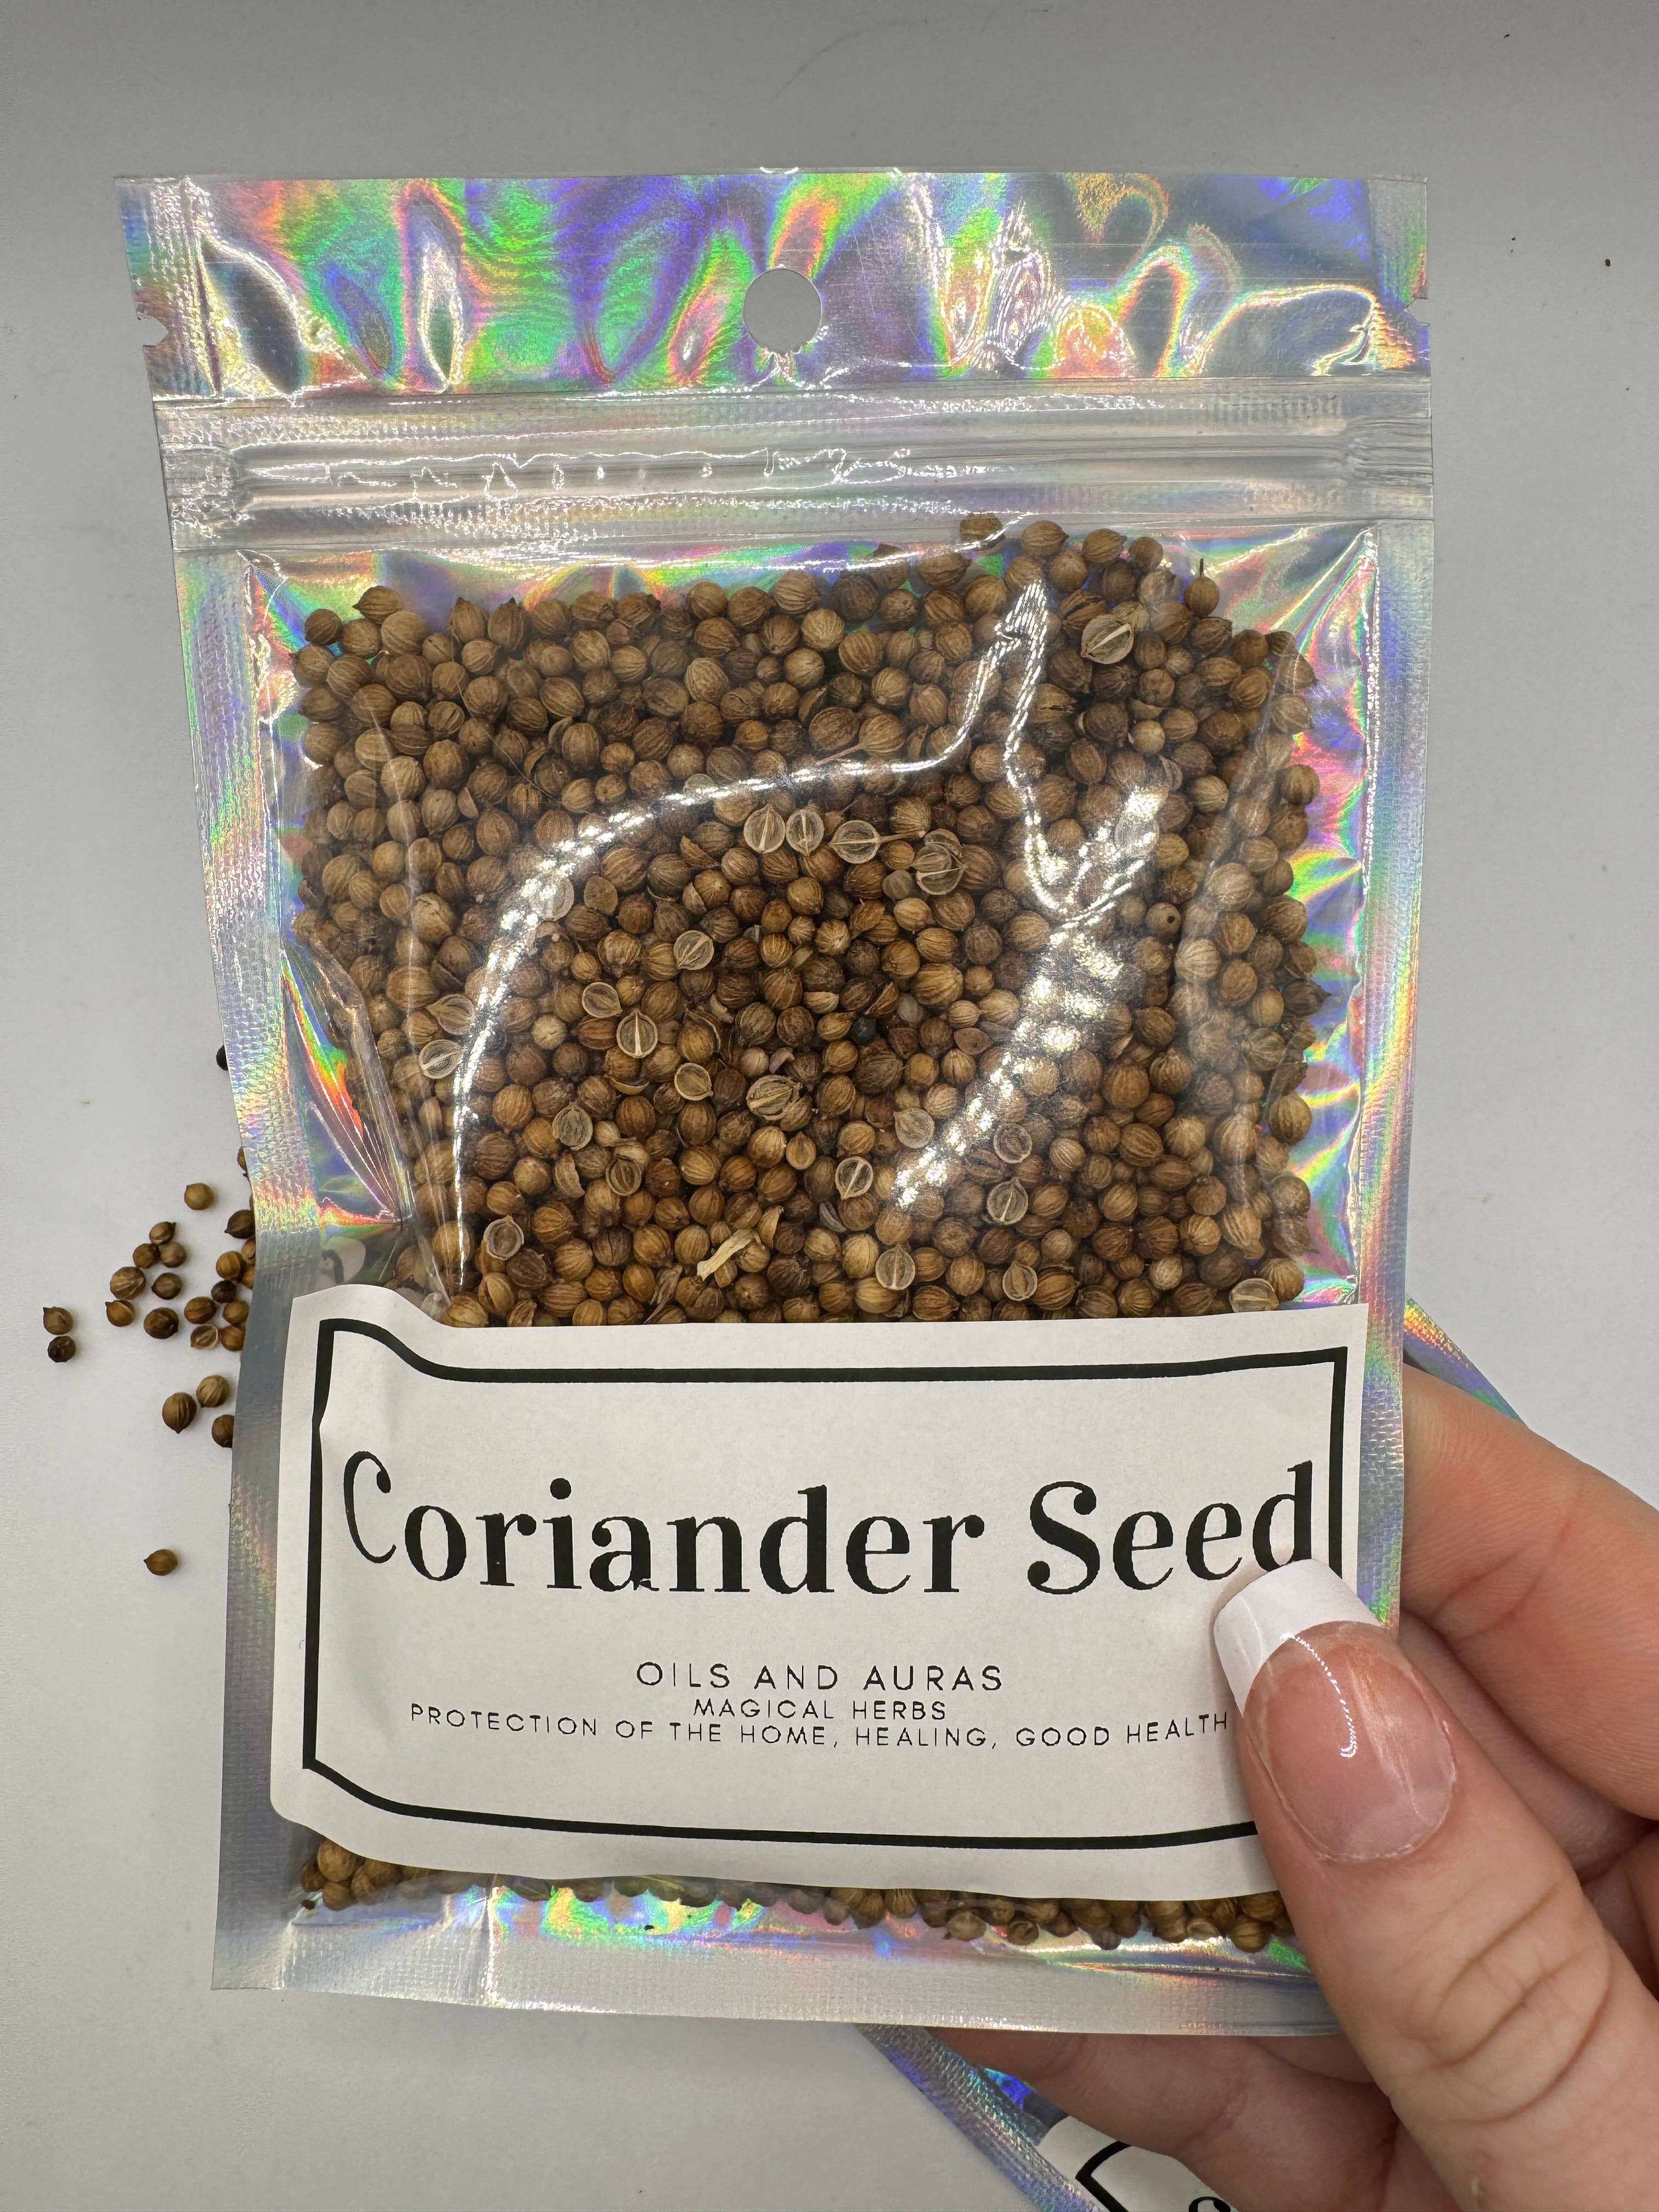 Coriander Seed
OILS AND AURAS
MAGICAL HERBS
PROTECTION OF THE HOME, HEALING, GOOD HEALTH